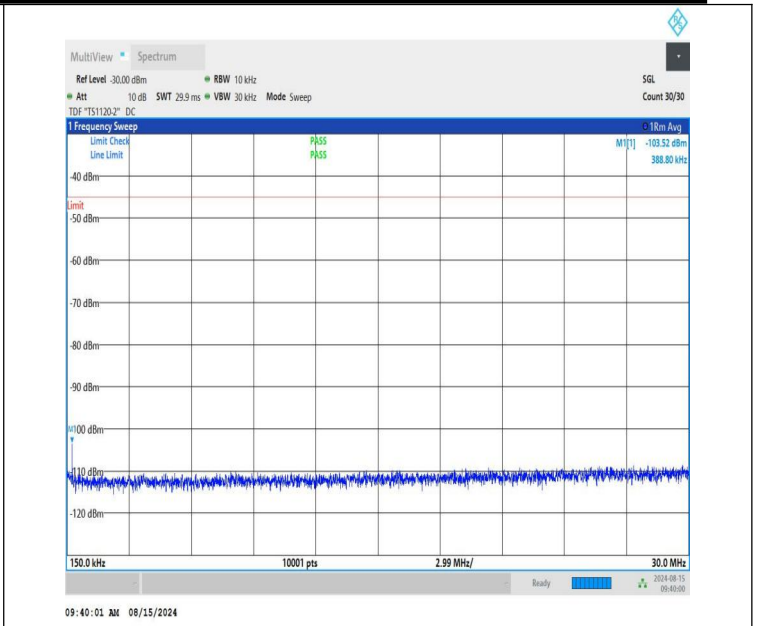 R S
MultiView Spectrum
Ref Level -30.00 dBm RBW 10 kHz SGL
Att 10 dB SWT 29.9 ms VBW 30 kHz Mode Sweep Count 30/30
TDF "TS1120-2" DC
1 Frequency Sweep 1Rm Avg
Limit Check PASS M1[1] -103.52 dBm
Line Limit PASS 388.80 kHz
-40 dBm
Limit
-50 dBm
-60 dBm
-70 dBm
-80 dBm
-90 dBm
M1
-100 dBm
-110 dBm
-120 dBm
150.0 kHz 10001 pts 2.99 MHz/ 30.0 MHz
Ready 2024-08-15
09:40:00
09:40:01 AM 08/15/2024